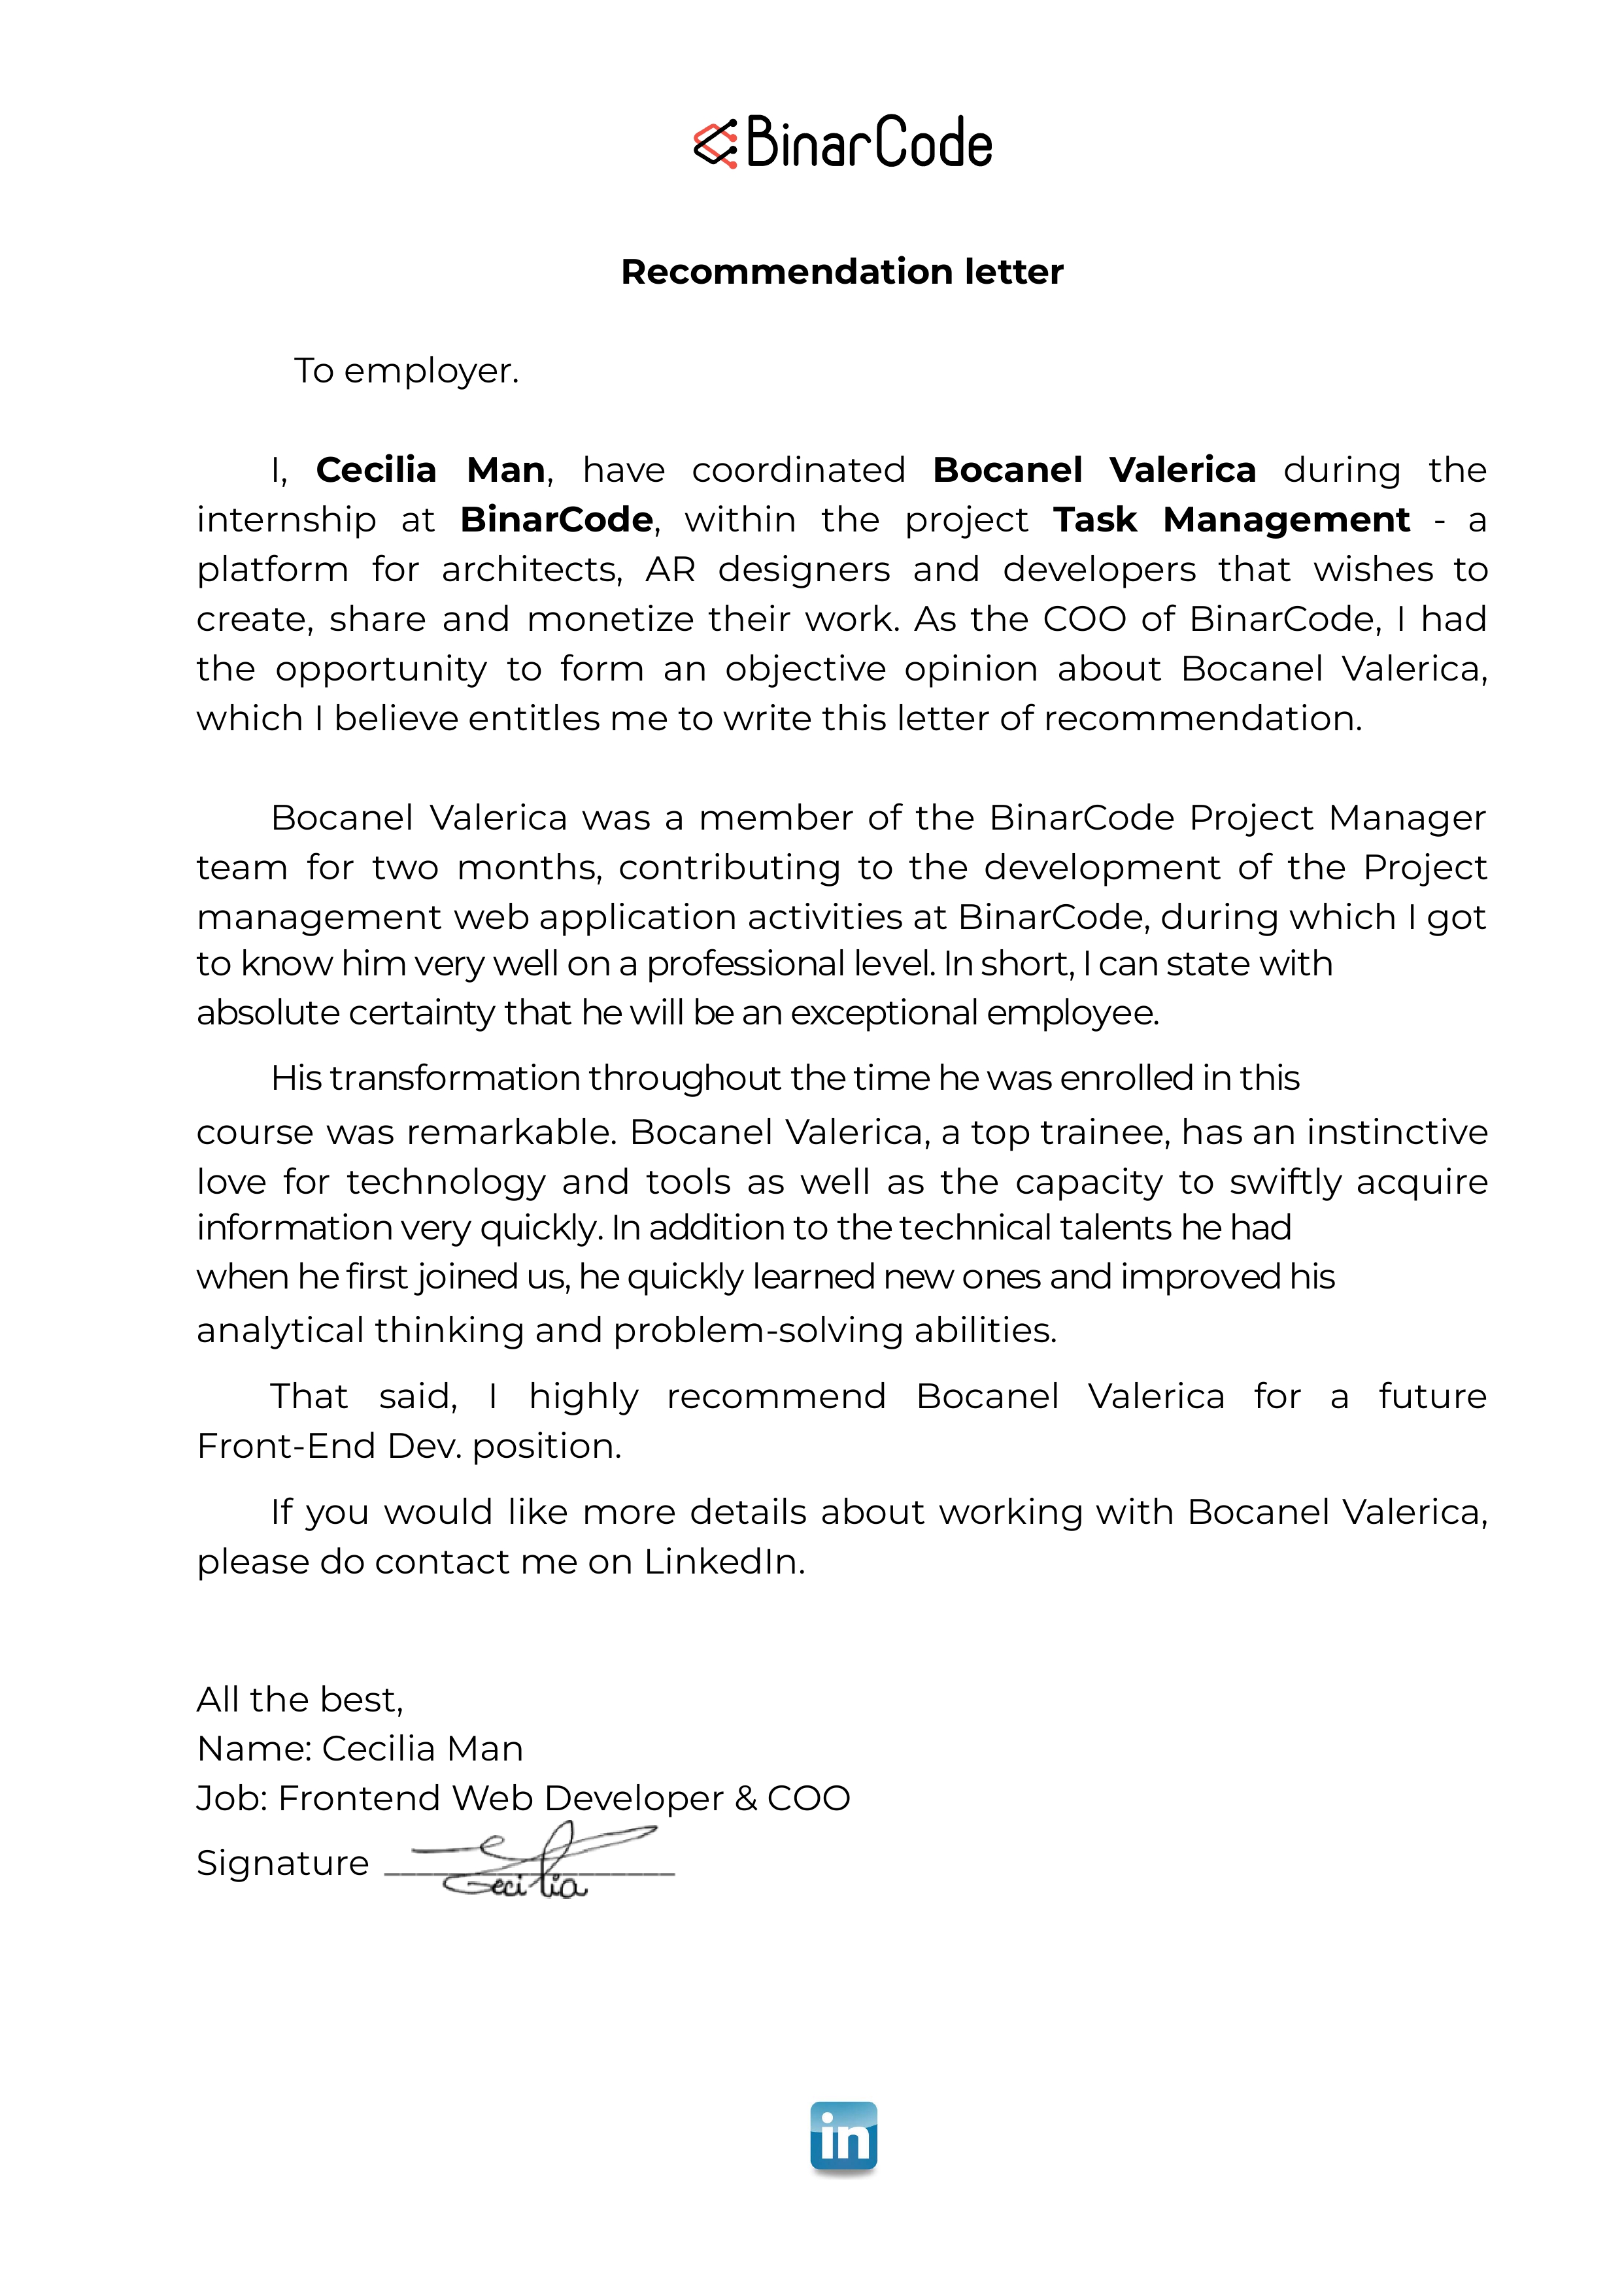 BinarCode
Recommendation letter
To employer.
I, Cecilia Man, have coordinated Bocanel Valerica during the
internship at BinarCode, within the project Task Management - a
platform for architects, AR designers and developers that wishes to
create, share and monetize their work. As the COO of BinarCode, I had
the opportunity to form an objective opinion about Bocanel Valerica,
which I believe entitles me to write this letter of recommendation.
Bocanel Valerica was a member of the BinarCode Project Manager
team for two months, contributing to the development of the Project
management web application activities at BinarCode, during which I got
to know him very well on a professional level. In short, I can state with
absolute certainty that he will be an exceptional employee.
His transformation throughout the time he was enrolled in this
course was remarkable. Bocanel Valerica, a top trainee, has an instinctive
love for technology and tools as well as the capacity to swiftly acquire
information very quickly. In addition to the technical talents he had
when he first joined us, he quickly learned new ones and improved his
analytical thinking and problem-solving abilities.
That said, I highly recommend Bocanel Valerica for a future
Front-End Dev. position.
If you would like more details about working with Bocanel Valerica,
please do contact me on LinkedIn.
All the best,
Name: Cecilia Man
Job: Frontend Web Developer & COO
Signature
Cecilia
in